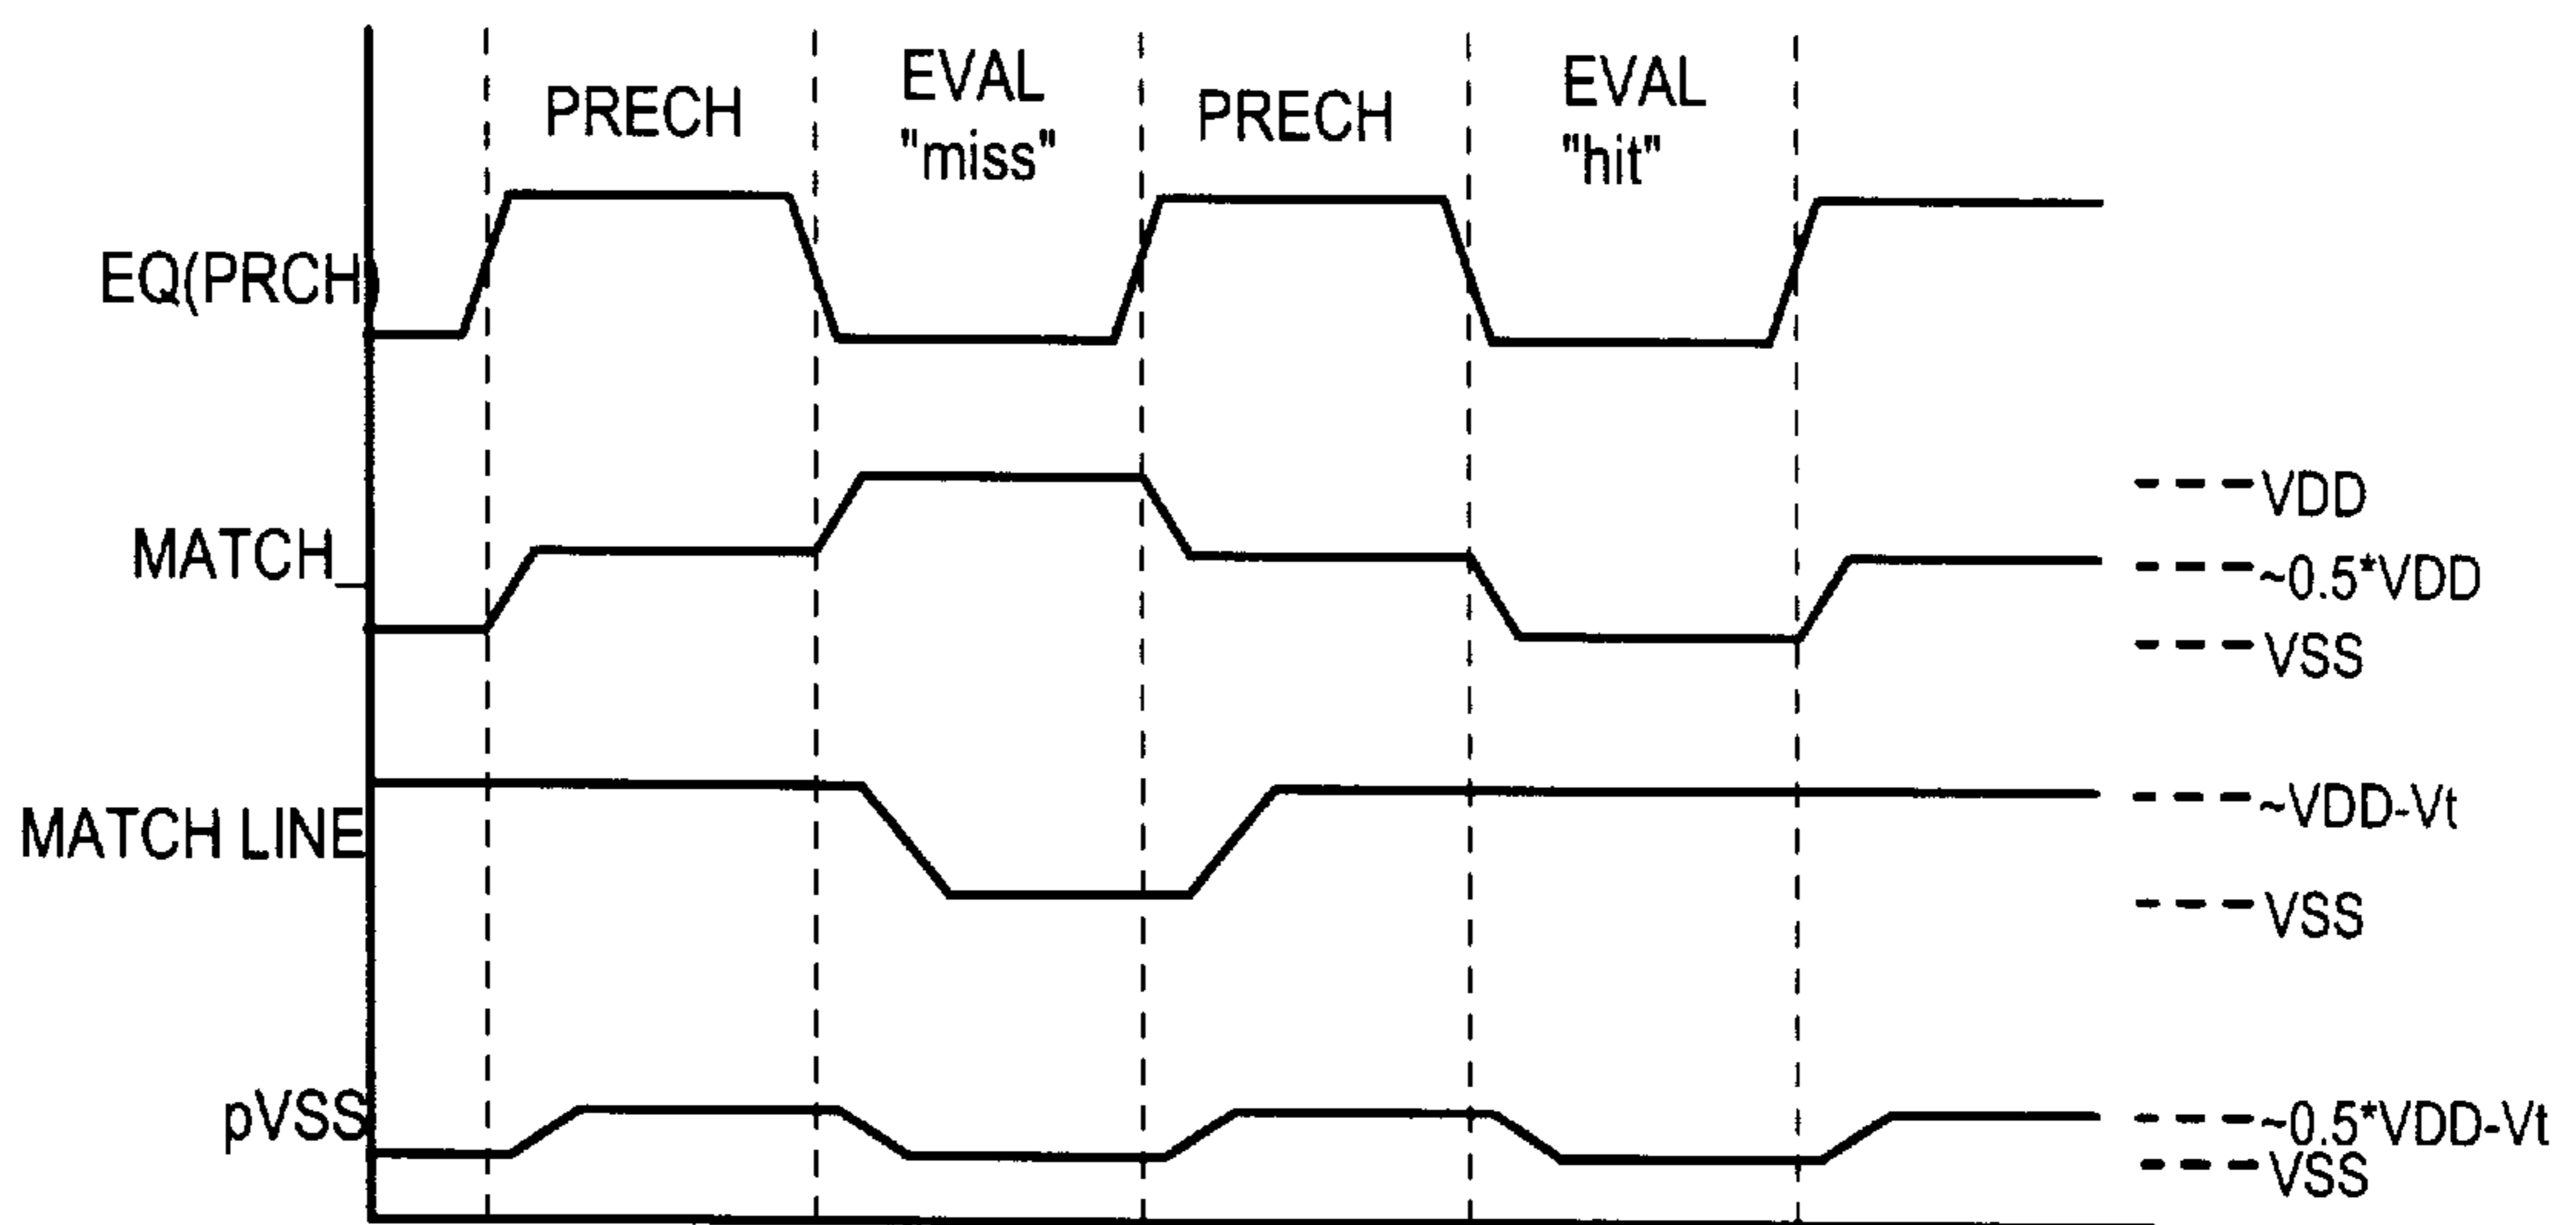 PRECH
EVAL
"miss"
PRECH
EVAL
"hit"
EQ(PRCH)
MATCH_
VDD
~0.5*VDD
VSS
MATCH LINE
~VDD-Vt
VSS
pVSS
~0.5*VDD-Vt
VSS